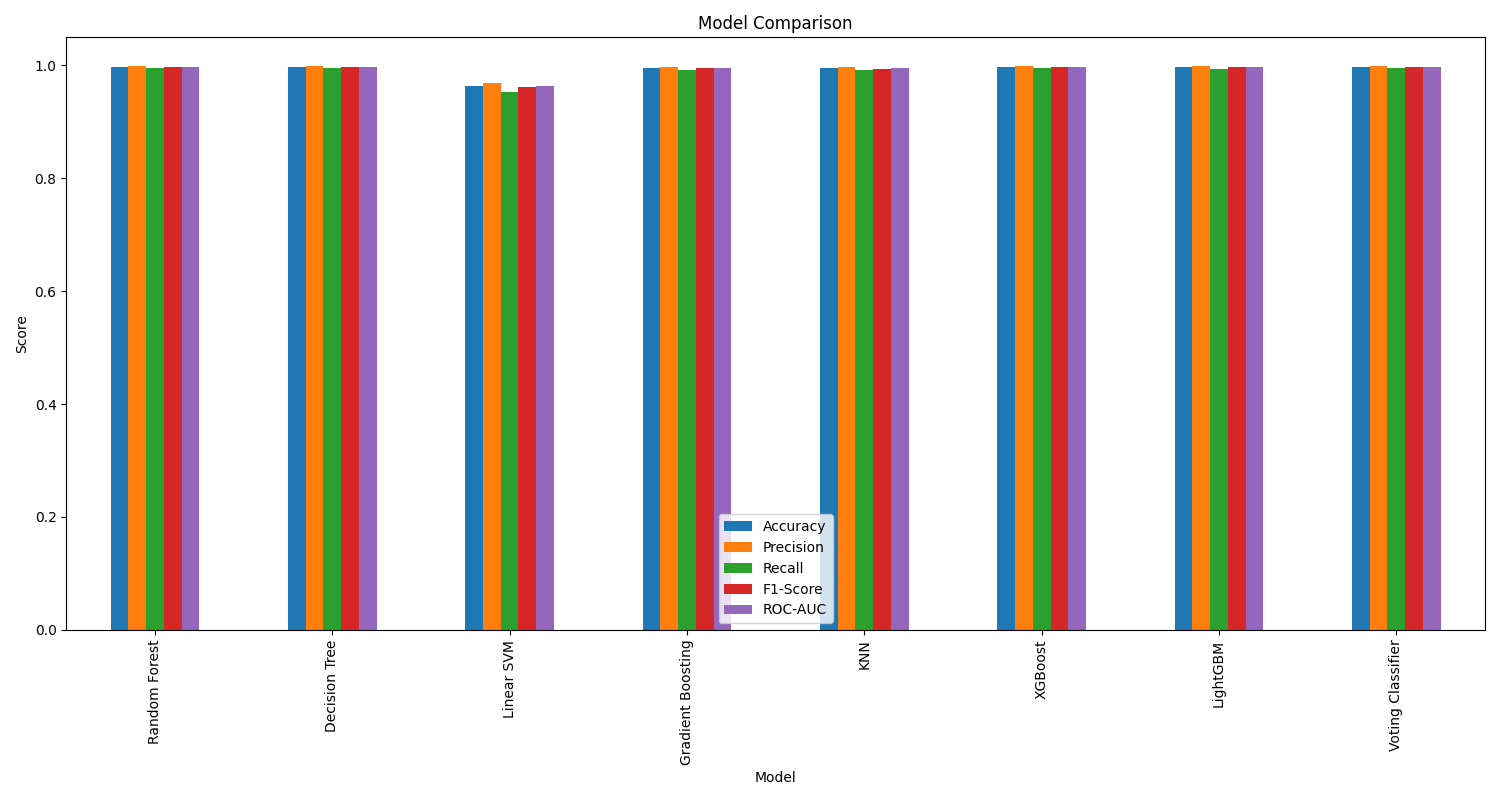 Model Comparison
Score
1.0
0.8
0.6
0.4
0.2
0.0
Accuracy
Precision
Recall
F1-Score
ROC-AUC
Random Forest
Decision Tree
Linear SVM
Gradient Boosting
KNN
XGBoost
LightGBM
Voting Classifier
Model